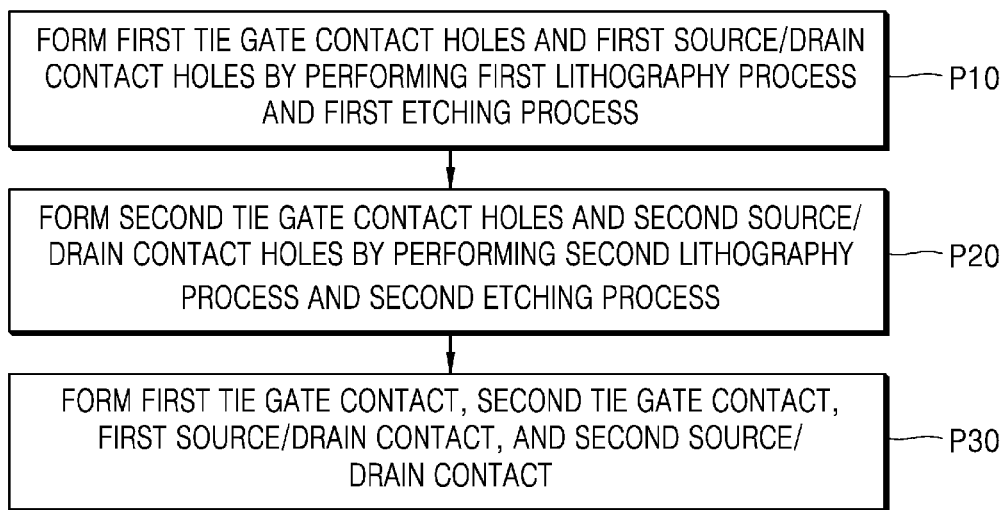 FORM FIRST TIE GATE CONTACT HOLES AND FIRST SOURCE/DRAIN
CONTACT HOLES BY PERFORMING FIRST LITHOGRAPHY PROCESS
AND FIRST ETCHING PROCESS
P10
FORM SECOND TIE GATE CONTACT HOLES AND SECOND SOURCE/
DRAIN CONTACT HOLES BY PERFORMING SECOND LITHOGRAPHY
PROCESS AND SECOND ETCHING PROCESS
P20
FORM FIRST TIE GATE CONTACT, SECOND TIE GATE CONTACT,
FIRST SOURCE/DRAIN CONTACT, AND SECOND SOURCE/
DRAIN CONTACT
P30